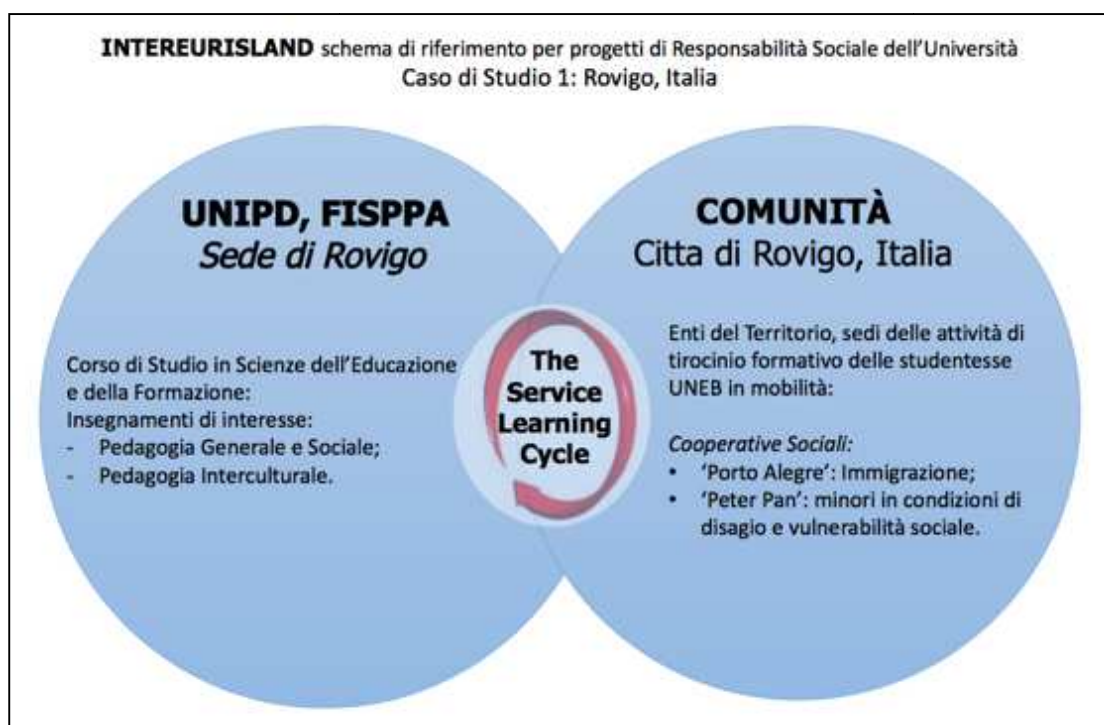 INTEREURISLAND schema di riferimento per progetti di Responsabilità Sociale dell'Università
Caso di Studio 1: Rovigo, Italia
UNIPD, FISPPA
Sede di Rovigo
Corso di Studio in Scienze dell'Educazione
e della Formazione:
Insegnamenti di interesse:
- Pedagogia Generale e Sociale;
- Pedagogia Interculturale.
The
Service
Learning
Cycle
COMUNITÀ
Citta di Rovigo, Italia
Enti del Territorio, sedi delle attività di
tirocinio formativo delle studentesse
UNEB in mobilità:
Cooperative Sociali:
• 'Porto Alegre': Immigrazione;
• 'Peter Pan': minori in condizioni di
disagio e vulnerabilità sociale.